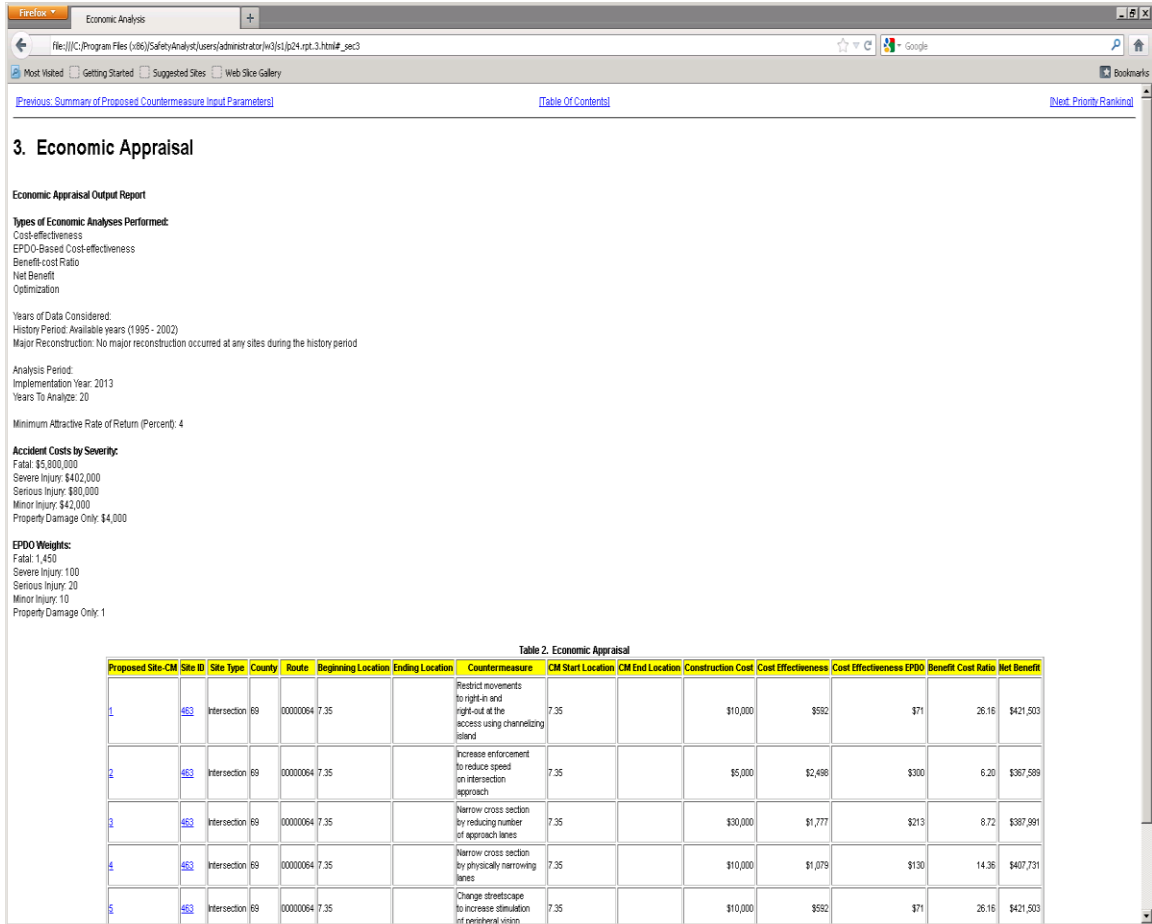 Firefox
Economic Analysis
+
file:///C:/Program Files (x86)/SafetyAnalyst/users/administrator/w3/s1/p24.rpt.3.html#_sec3
Google
Most Visited Getting Started Suggested Sites Web Slice Gallery Bookmarks
[Previous: Summary of Proposed Countermeasure Input Parameters] [Table Of Contents] [Next: Priority Ranking]
3. Economic Appraisal
Economic Appraisal Output Report
Types of Economic Analyses Performed:
Cost-effectiveness
EPDO-Based Cost-effectiveness
Benefit-cost Ratio
Net Benefit
Optimization
Years of Data Considered:
History Period: Available years (1995 - 2002)
Major Reconstruction: No major reconstruction occurred at any sites during the history period
Analysis Period:
Implementation Year: 2013
Years To Analyze: 20
Minimum Attractive Rate of Return (Percent): 4
Accident Costs by Severity:
Fatal: $5,800,000
Severe Injury: $402,000
Serious Injury: $80,000
Minor Injury: $42,000
Property Damage Only: $4,000
EPDO Weights:
Fatal: 1,450
Severe Injury: 100
Serious Injury: 20
Minor Injury: 10
Property Damage Only: 1
Table 2. Economic Appraisal
Proposed Site-CM Site ID Site Type County Route Beginning Location Ending Location Countermeasure CM Start Location CM End Location Construction Cost Cost Effectiveness Cost Effectiveness EPDO Benefit Cost Ratio Net Benefit
Restrict movements
to right-in and
1 463 Intersection 69 00000064 7.35 right-out at the 7.35 $10,000 $592 $71 26.16 $421,503
access using channelizing
island
Increase enforcement
to reduce speed
2 463 Intersection 69 00000064 7.35 on intersection 7.35 $5,000 $2,498 $300 6.20 $367,589
approach
Narrow cross section
3 463 Intersection 69 00000064 7.35 by reducing number 7.35 $30,000 $1,777 $213 8.72 $387,991
of approach lanes
Narrow cross section
4 463 Intersection 69 00000064 7.35 by physically narrowing 7.35 $10,000 $1,079 $130 14.36 $407,731
lanes
Change streetscape
5 463 Intersection 69 00000064 7.35 to increase stimulation 7.35 $10,000 $592 $71 26.16 $421,503
of peripheral vision